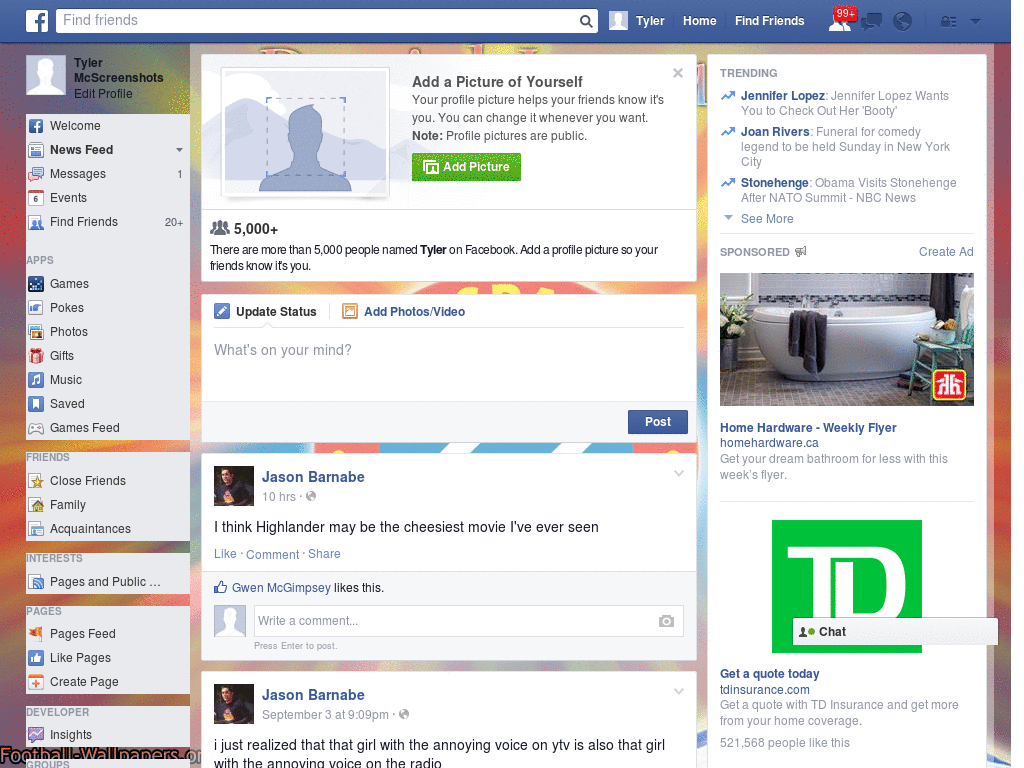 Find friends
Tyler
Home
Find Friends
99+
Tyler
McScreenshots
Edit Profile
Welcome
News Feed
Messages 1
6 Events
Find Friends 20+
APPS
Games
Pokes
Photos
Gifts
Music
Saved
Games Feed
FRIENDS
Close Friends
Family
Acquaintances
INTERESTS
Pages and Public ...
PAGES
Pages Feed
Like Pages
Create Page
DEVELOPER
Insights
GROUPS
Football-Wallpapers.or
Add a Picture of Yourself
Your profile picture helps your friends know it's
you. You can change it whenever you want.
Note: Profile pictures are public.
Add Picture
5,000+
There are more than 5,000 people named Tyler on Facebook. Add a profile picture so your
friends know it's you.
Update Status
Add Photos/Video
What's on your mind?
Post
Jason Barnabe
10 hrs ·
I think Highlander may be the cheesiest movie I've ever seen
Like · Comment · Share
Gwen McGimpsey likes this.
Write a comment...
Press Enter to post.
Jason Barnabe
September 3 at 9:09pm ·
i just realized that that girl with the annoying voice on ytv is also that girl
with the annoying voice on the radio
TRENDING
Jennifer Lopez: Jennifer Lopez Wants
You to Check Out Her 'Booty'
Joan Rivers: Funeral for comedy
legend to be held Sunday in New York
City
Stonehenge: Obama Visits Stonehenge
After NATO Summit - NBC News
See More
SPONSORED
Create Ad
Home Hardware - Weekly Flyer
homehardware.ca
Get your dream bathroom for less with this
week's flyer.
TD
Chat
Get a quote today
tdinsurance.com
Get a quote with TD Insurance and get more
from your home coverage.
521,568 people like this